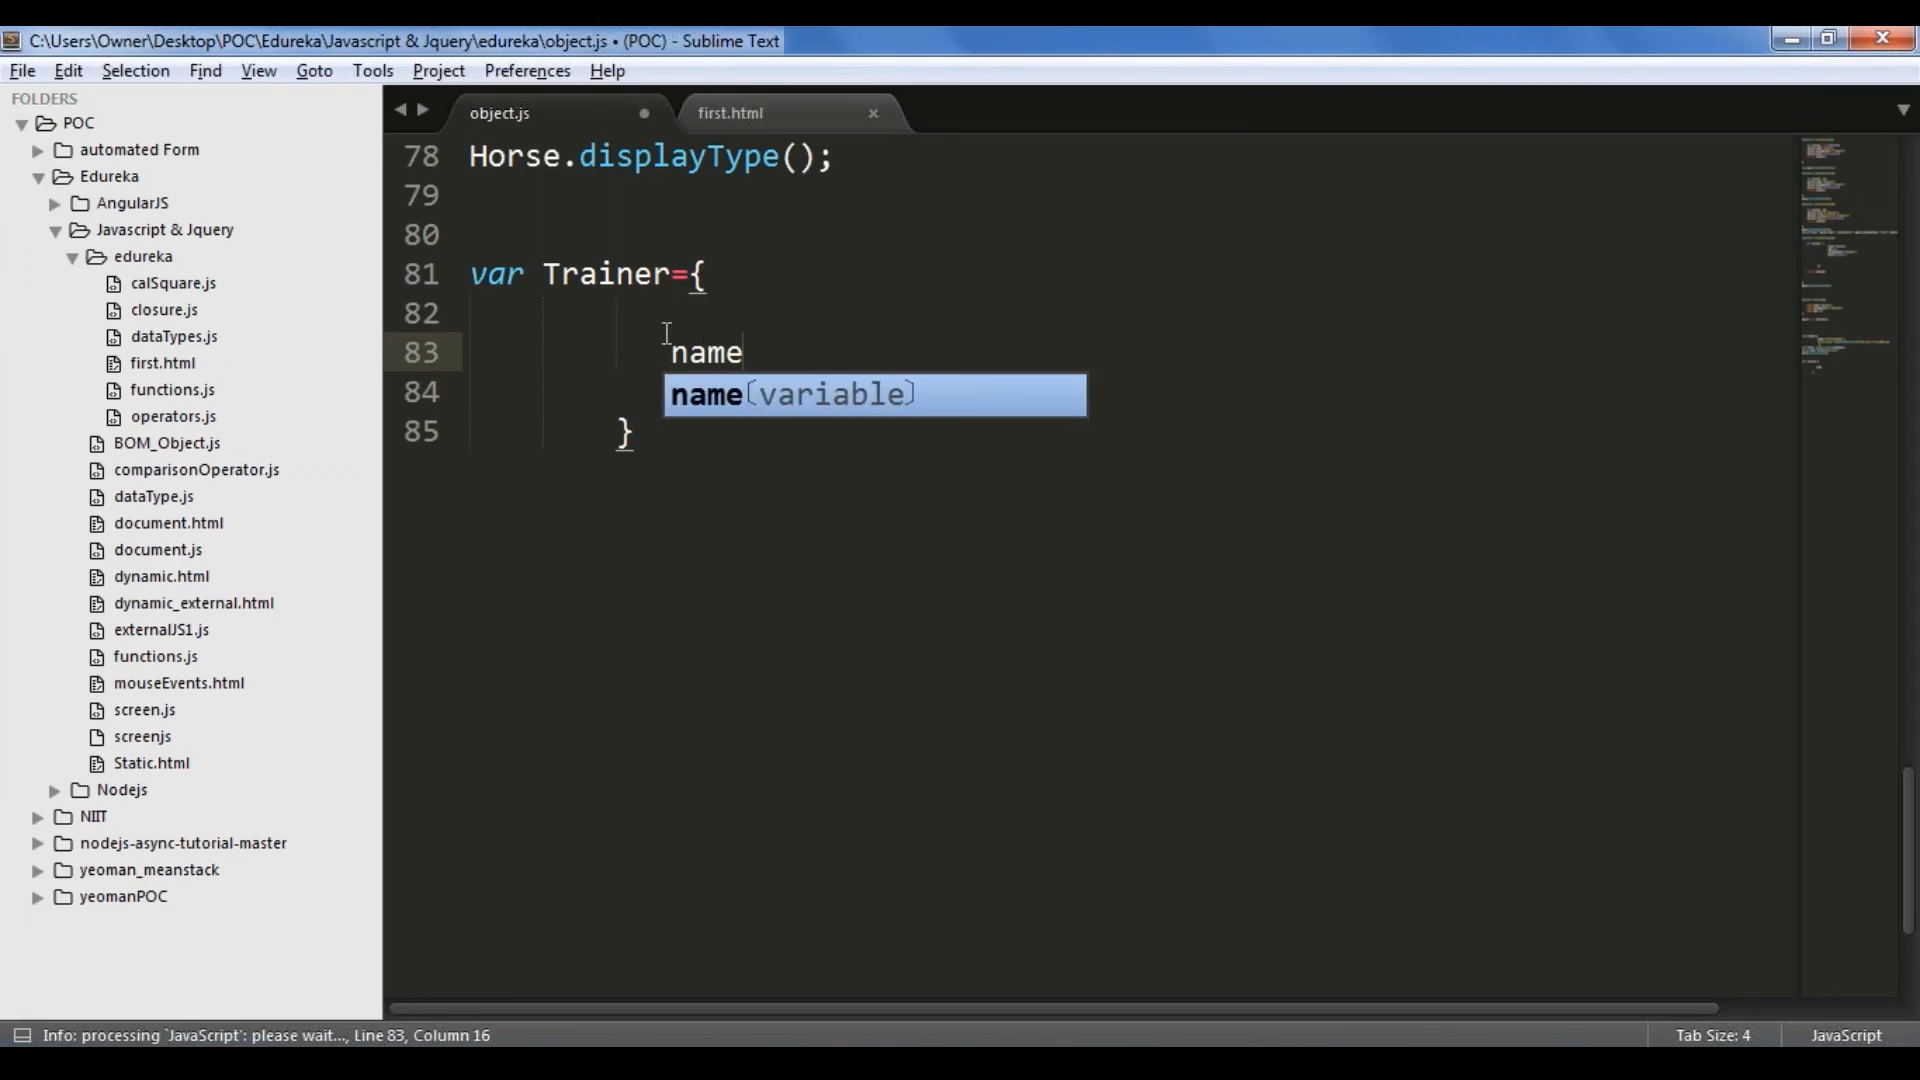 C:\Users\Owner\Desktop\POC\Edureka\Javascript & Jquery\edureka\object.js • (POC) - Sublime Text
File Edit Selection Find View Goto Tools Project Preferences Help
FOLDERS
POC
automated Form
Edureka
AngularJS
Javascript & Jquery
edureka
calSquare.js
closure.js
dataTypes.js
first.html
functions.js
operators.js
BOM_Object.js
comparisonOperator.js
dataType.js
document.html
document.js
dynamic.html
dynamic_external.html
externalJS1.js
functions.js
mouseEvents.html
screen.js
screenjs
Static.html
Nodejs
NIIT
nodejs-async-tutorial-master
yeoman_meanstack
yeomanPOC
object.js first.html
78 Horse.displayType();
79
80
81 var Trainer={
82
83 name
84 name〔variable〕
85 }
Info: processing `JavaScript': please wait..., Line 83, Column 16 Tab Size: 4 JavaScript